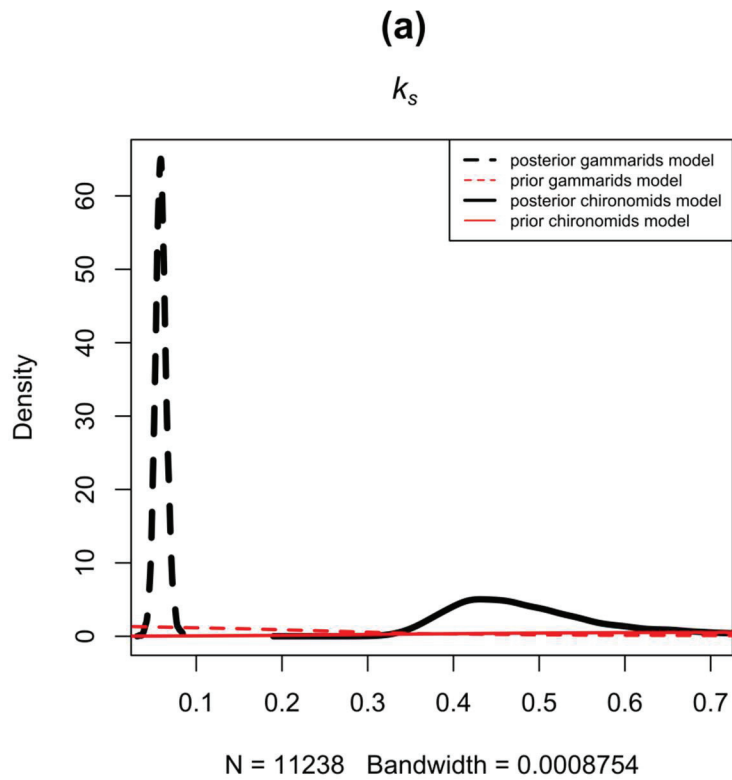 (a)
k_s
posterior gammarids model
prior gammarids model
posterior chironomids model
prior chironomids model
Density
60
50
40
30
20
10
0
0.1 0.2 0.3 0.4 0.5 0.6 0.7
N = 11238 Bandwidth = 0.0008754